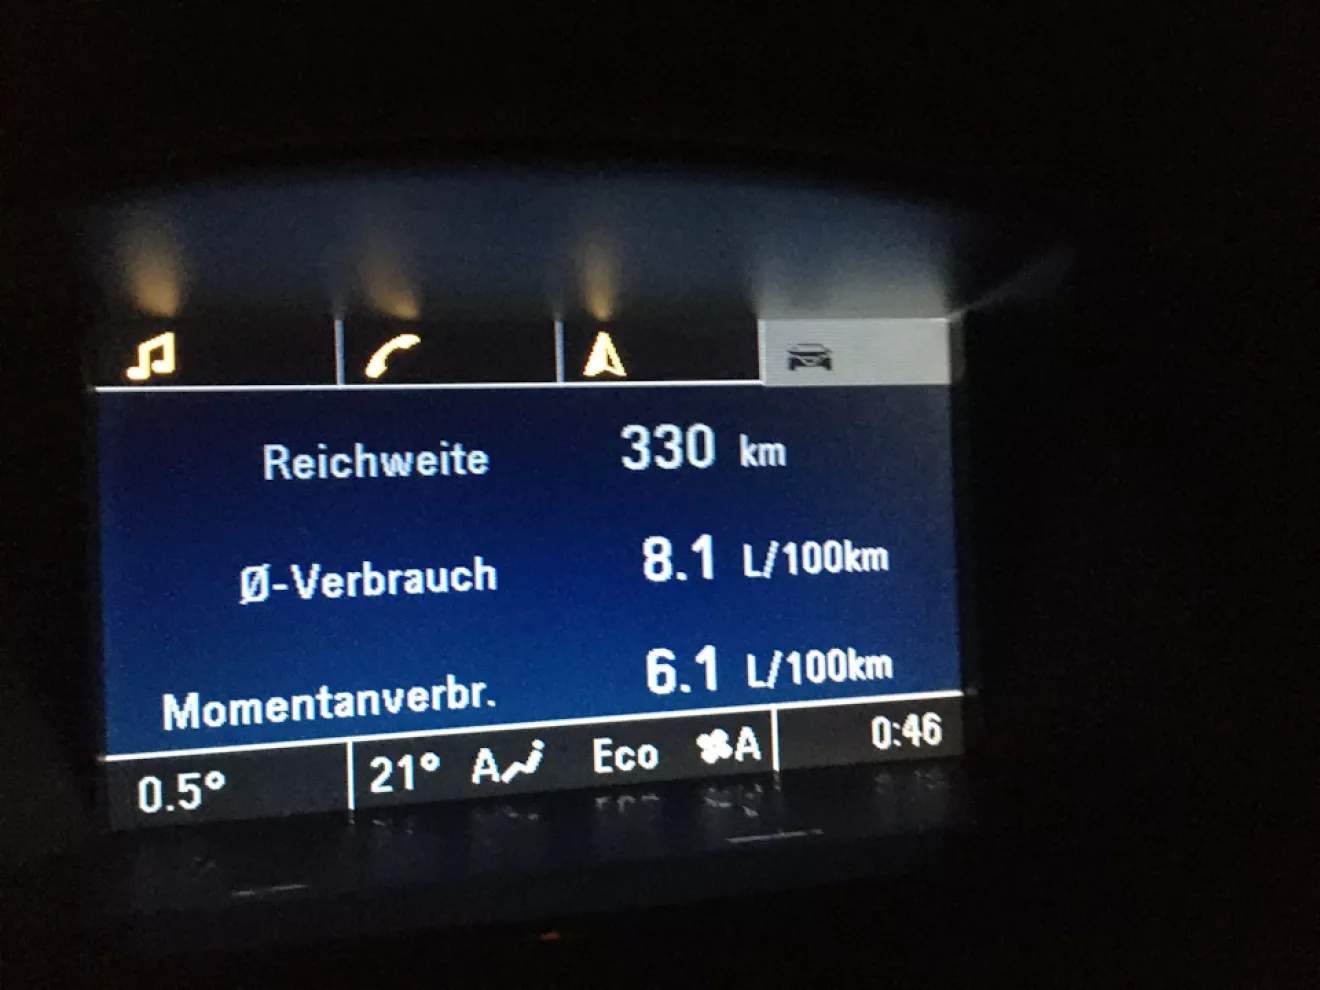 Reichweite 330 km
Ø-Verbrauch 8.1 L/100km
Momentanverbr. 6.1 L/100km
0.5° 21° A Eco A 0:46